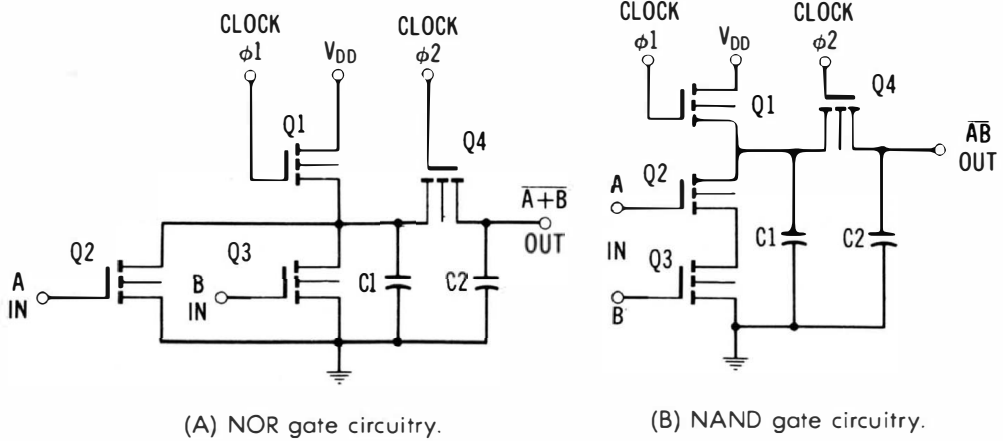 CLOCK
φ1
VDD
CLOCK
φ2
Q1
Q4
A+B
OUT
Q2
Q3
A
IN
B
IN
C1
C2
(A) NOR gate circuitry.
CLOCK
φ1
VDD
CLOCK
φ2
Q1
Q4
AB
OUT
A
Q2
IN
Q3
B
C1
C2
(B) NAND gate circuitry.